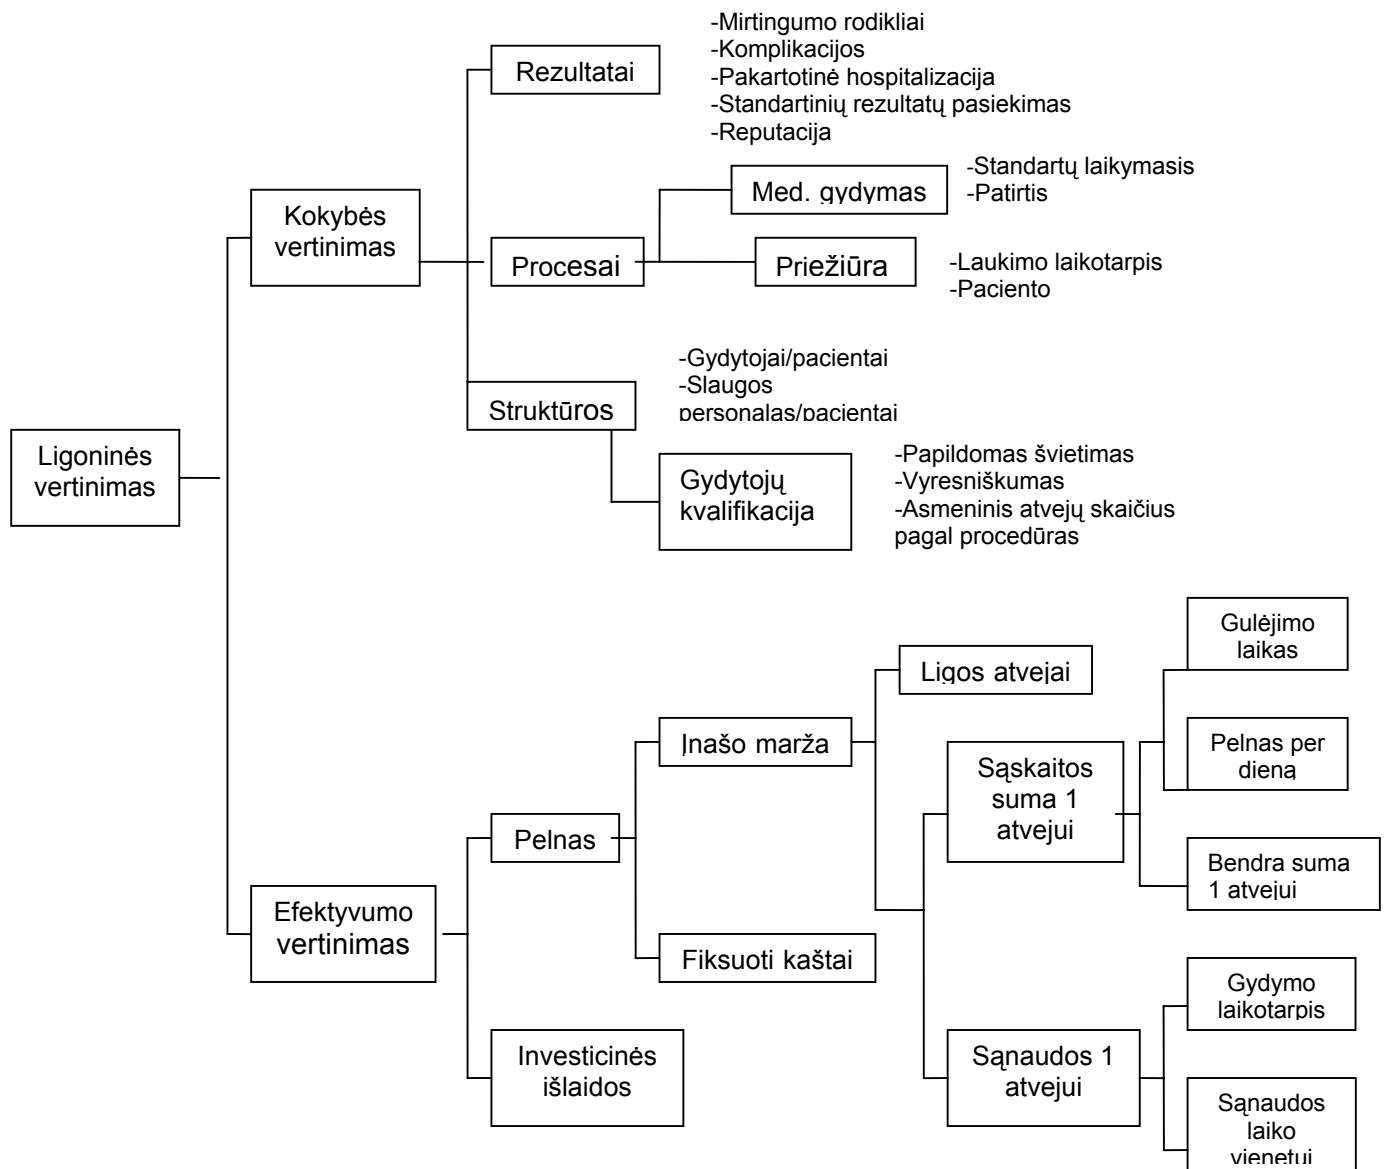 -Mirtingumo rodikliai
-Komplikacijos
-Pakartotinė hospitalizacija
-Standartinių rezultatų pasiekimas
-Reputacija
Rezultatai
-Standartų laikymasis
-Patirtis
Med. gydymas
Kokybės
vertinimas
Procesai
Priežiūra
-Laukimo laikotarpis
-Paciento
-Gydytojai/pacientai
-Slaugos
personalas/pacientai
Struktūros
Ligoninės
vertinimas
Gydytojų
kvalifikacija
-Papildomas švietimas
-Vyresniškumas
-Asmeninis atvejų skaičius
pagal procedūras
Gulėjimo
laikas
Ligos atvejai
Įnašo marža
Sąskaitos
suma 1
atvejui
Pelnas per
dieną
Pelnas
Bendra suma
1 atvejui
Efektyvumo
vertinimas
Fiksuoti kaštai
Gydymo
laikotarpis
Investicinės
išlaidos
Sąnaudos 1
atvejui
Sąnaudos
laiko
vienetui